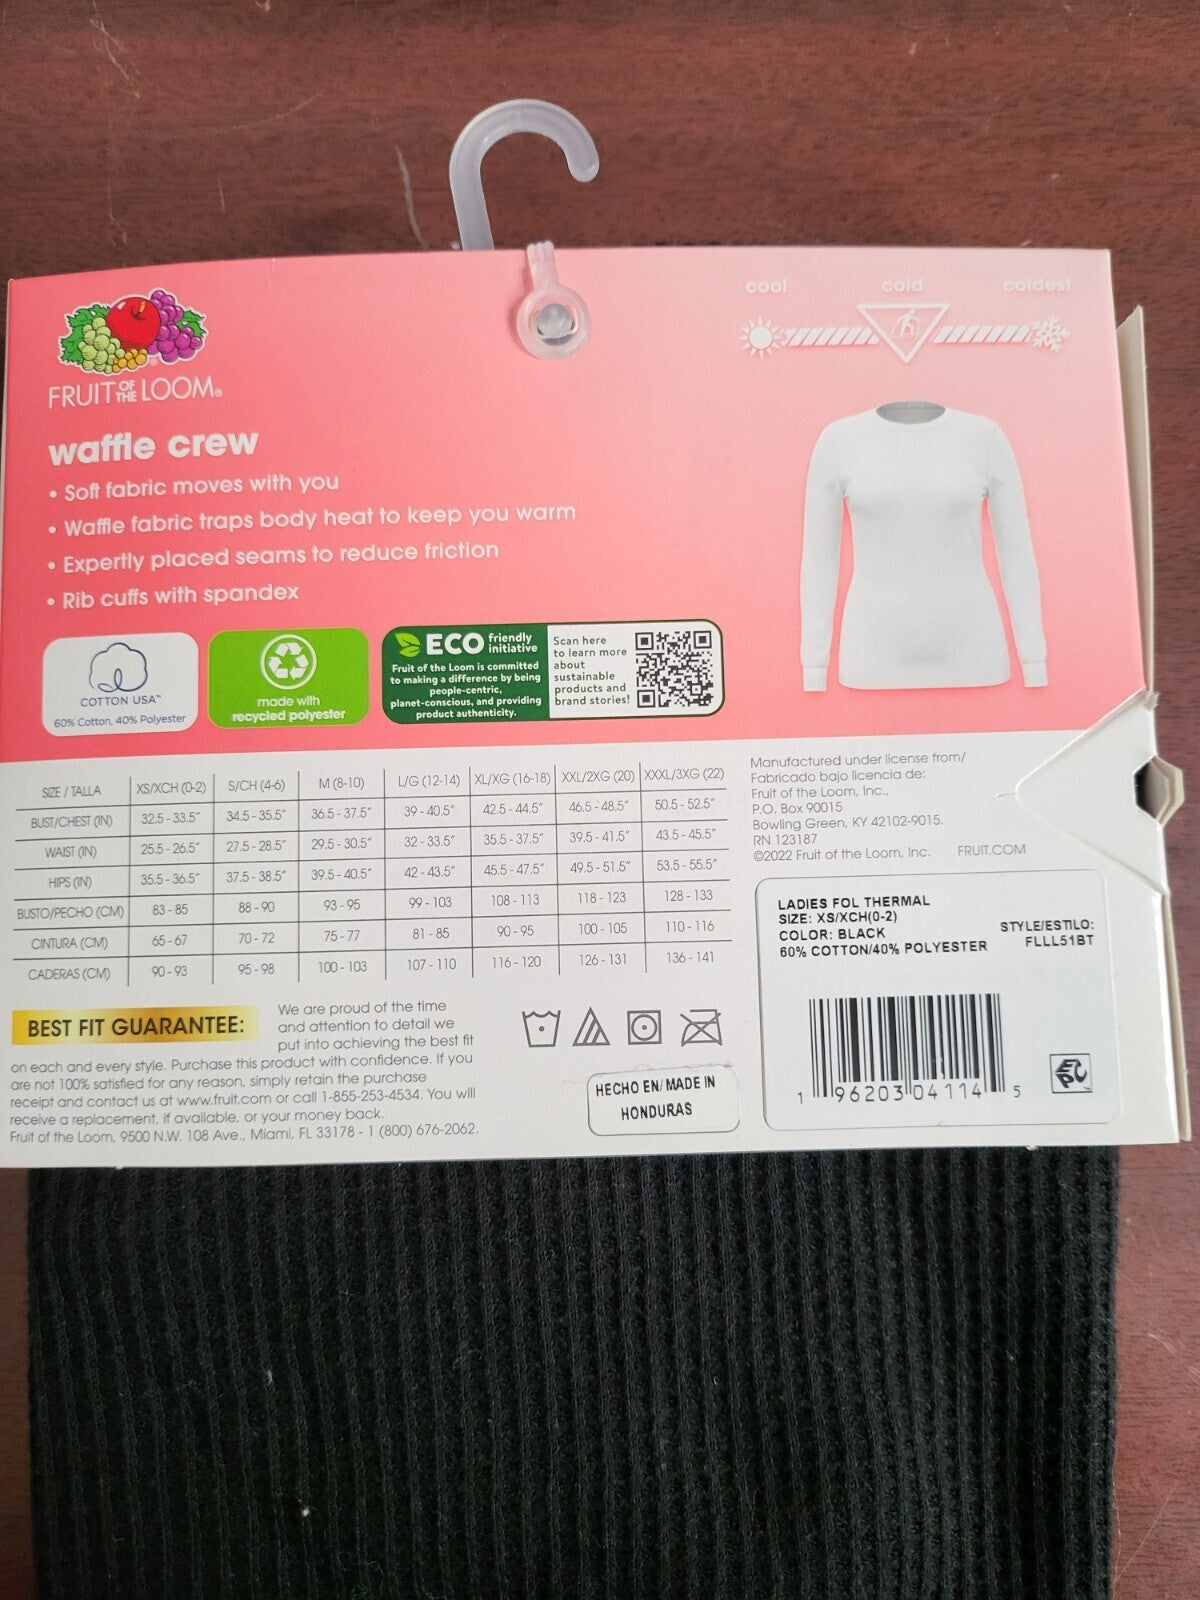 cool cold coldest
FRUIT OF THE LOOM®
waffle crew
• Soft fabric moves with you
• Waffle fabric traps body heat to keep you warm
• Expertly placed seams to reduce friction
• Rib cuffs with spandex
COTTON USA™
60% Cotton, 40% Polyester
made with
recycled polyester
ECO friendly initiative
Fruit of the Loom is committed
to making a difference by being
people-centric,
planet-conscious, and providing
product authenticity.
Scan here
to learn more
about
sustainable
products and
brand stories!
SIZE / TALLA XS/XCH (0-2) S/CH (4-6) M (8-10) L/G (12-14) XL/XG (16-18) XXL/2XG (20) XXXL/3XG (22)
BUST/CHEST (IN) 32.5 - 33.5" 34.5 - 35.5" 36.5 - 37.5" 39 - 40.5" 42.5 - 44.5" 46.5 - 48.5" 50.5 - 52.5"
WAIST (IN) 25.5 - 26.5" 27.5 - 28.5" 29.5 - 30.5" 32 - 33.5" 35.5 - 37.5" 39.5 - 41.5" 43.5 - 45.5"
HIPS (IN) 35.5 - 36.5" 37.5 - 38.5" 39.5 - 40.5" 42 - 43.5" 45.5 - 47.5" 49.5 - 51.5" 53.5 - 55.5"
BUSTO/PECHO (CM) 83 - 85 88 - 90 93 - 95 99 - 103 108 - 113 118 - 123 128 - 133
CINTURA (CM) 65 - 67 70 - 72 75 - 77 81 - 85 90 - 95 100 - 105 110 - 116
CADERAS (CM) 90 - 93 95 - 98 100 - 103 107 - 110 116 - 120 126 - 131 136 - 141
Manufactured under license from/
Fabricado bajo licencia de:
Fruit of the Loom, Inc.,
P.O. Box 90015
Bowling Green, KY 42102-9015.
RN 123187
©2022 Fruit of the Loom, Inc. FRUIT.COM
LADIES FOL THERMAL
SIZE: XS/XCH(0-2)
COLOR: BLACK
60% COTTON/40% POLYESTER
STYLE/ESTILO:
FLLL51BT
1 96203 04114 5
EPC
BEST FIT GUARANTEE:
We are proud of the time
and attention to detail we
put into achieving the best fit
on each and every style. Purchase this product with confidence. If you
are not 100% satisfied for any reason, simply retain the purchase
receipt and contact us at www.fruit.com or call 1-855-253-4534. You will
receive a replacement, if available, or your money back.
Fruit of the Loom, 9500 N.W. 108 Ave., Miami, FL 33178 - 1 (800) 676-2062.
HECHO EN/MADE IN
HONDURAS